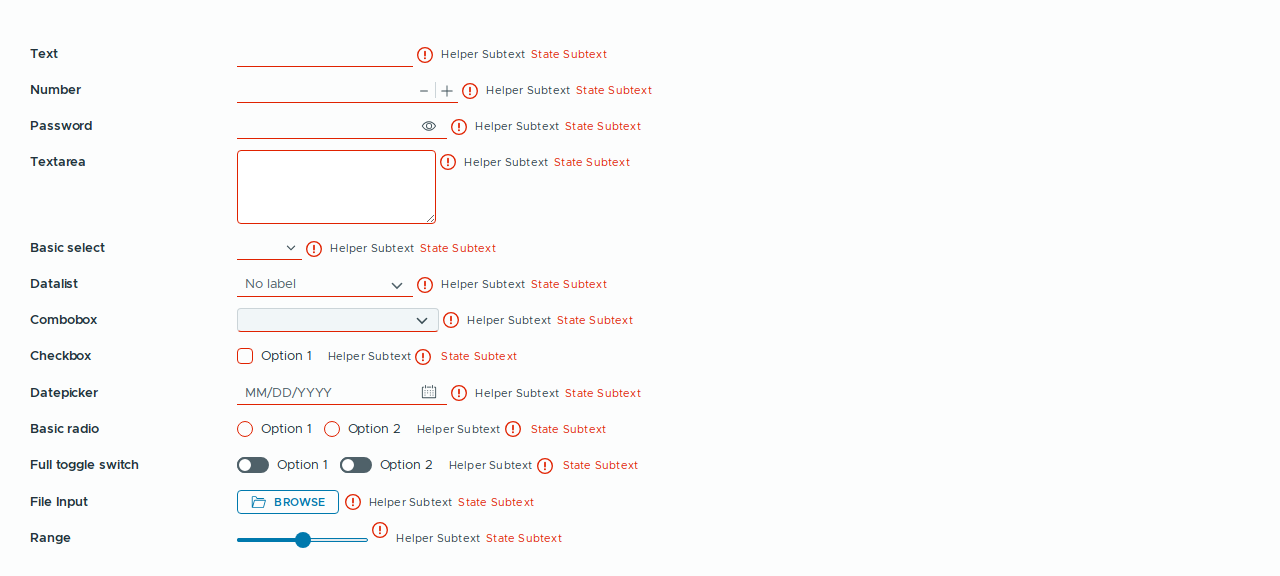 Text Helper Subtext State Subtext
Number Helper Subtext State Subtext
Password Helper Subtext State Subtext
Textarea Helper Subtext State Subtext
Basic select Helper Subtext State Subtext
Datalist No label Helper Subtext State Subtext
Combobox Helper Subtext State Subtext
Checkbox Option 1 Helper Subtext State Subtext
Datepicker MM/DD/YYYY Helper Subtext State Subtext
Basic radio Option 1 Option 2 Helper Subtext State Subtext
Full toggle switch Option 1 Option 2 Helper Subtext State Subtext
File Input BROWSE Helper Subtext State Subtext
Range Helper Subtext State Subtext